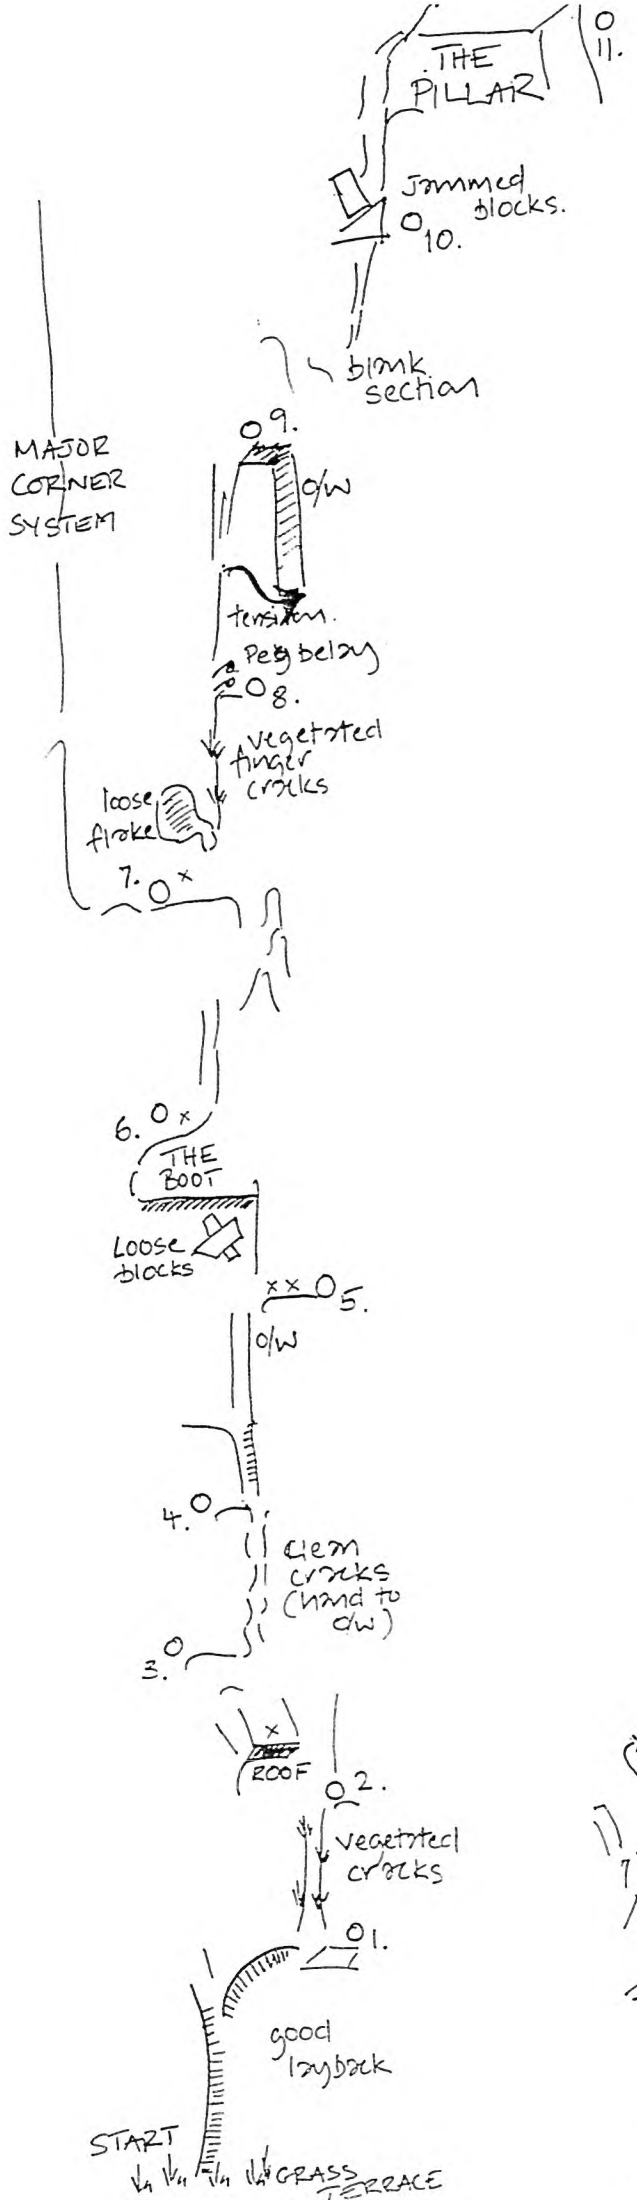 11.
THE
PILLAR
Jammed
blocks.
10.
blank
section
9.
MAJOR
CORNER
SYSTEM
O/W
tension.
Peg belay
8.
vegetated
finger
cracks
loose
flake
7. x
6. x
THE
BOOT
Loose
blocks
x x 5.
O/W
4.
clean
cracks
(hand to
O/W)
3.
x
ROOF
2.
vegetated
cracks
1.
good
layback
START
GRASS
TERRACE
7